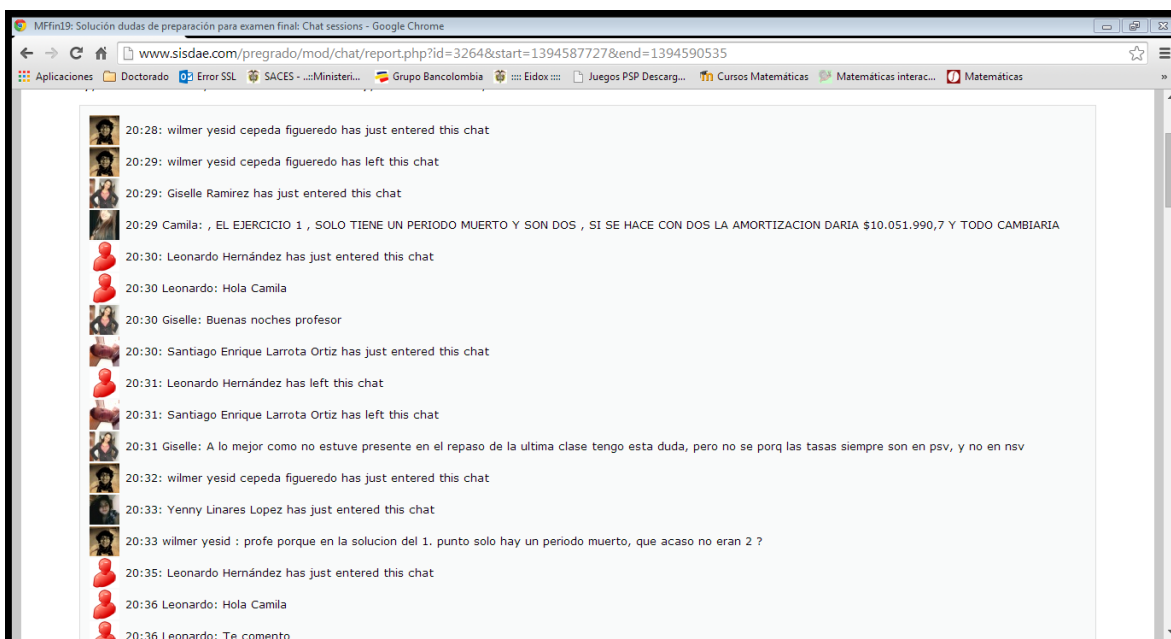 MFfin19: Solución dudas de preparación para examen final: Chat sessions - Google Chrome
www.sisdae.com/pregrado/mod/chat/report.php?id=3264&start=1394587727&end=1394590535
Aplicaciones Doctorado Error SSL SACES - ..::Ministeri... Grupo Bancolombia :::: Eidox :::: Juegos PSP Descarg... Cursos Matemáticas Matemáticas interac... Matemáticas »
20:28: wilmer yesid cepeda figueredo has just entered this chat
20:29: wilmer yesid cepeda figueredo has left this chat
20:29: Giselle Ramirez has just entered this chat
20:29 Camila: , EL EJERCICIO 1 , SOLO TIENE UN PERIODO MUERTO Y SON DOS , SI SE HACE CON DOS LA AMORTIZACION DARIA $10.051.990,7 Y TODO CAMBIARIA
20:30: Leonardo Hernández has just entered this chat
20:30 Leonardo: Hola Camila
20:30 Giselle: Buenas noches profesor
20:30: Santiago Enrique Larrota Ortiz has just entered this chat
20:31: Leonardo Hernández has left this chat
20:31: Santiago Enrique Larrota Ortiz has left this chat
20:31 Giselle: A lo mejor como no estuve presente en el repaso de la ultima clase tengo esta duda, pero no se porq las tasas siempre son en psv, y no en nsv
20:32: wilmer yesid cepeda figueredo has just entered this chat
20:33: Yenny Linares Lopez has just entered this chat
20:33 wilmer yesid : profe porque en la solucion del 1. punto solo hay un periodo muerto, que acaso no eran 2 ?
20:35: Leonardo Hernández has just entered this chat
20:36 Leonardo: Hola Camila
20:36 Leonardo: Te comento